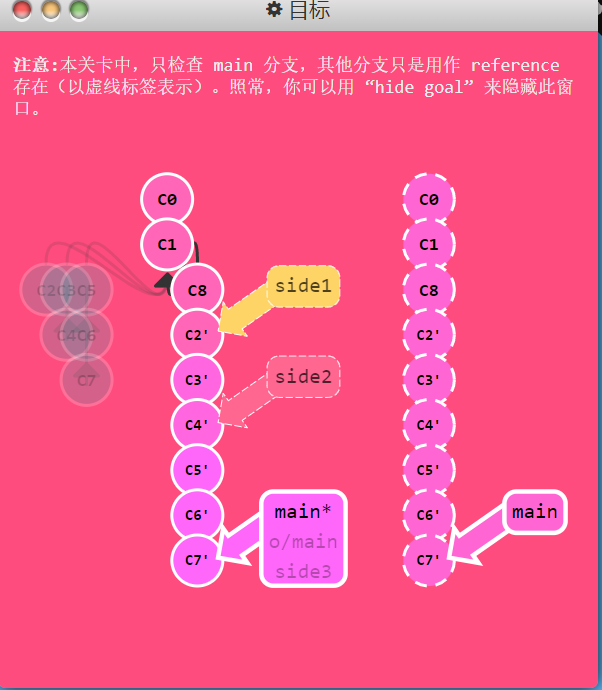 目标
注意:本关卡中，只检查 main 分支，其他分支只是用作 reference
存在（以虚线标签表示）。照常，你可以用 “hide goal” 来隐藏此窗
口。
C0
C0
C1
C1
C2
C3
C5
C8
side1
C8
C4
C6
C2'
C2'
C7
C3'
side2
C3'
C4'
C4'
C5'
C5'
C6'
main*
C6'
main
o/main
C7'
side3
C7'